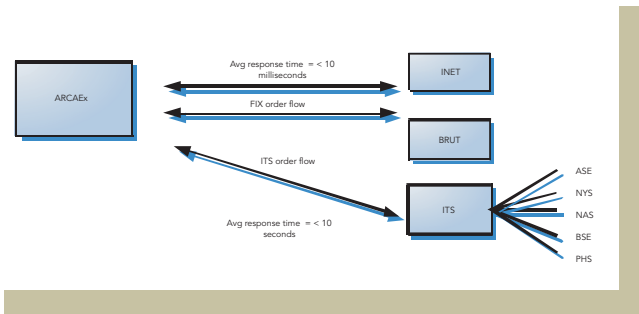 Avg response time = < 10
milliseconds
ARCAEx
INET
FIX order flow
BRUT
ITS order flow
ITS
Avg response time = < 10
seconds
ASE
NYS
NAS
BSE
PHS